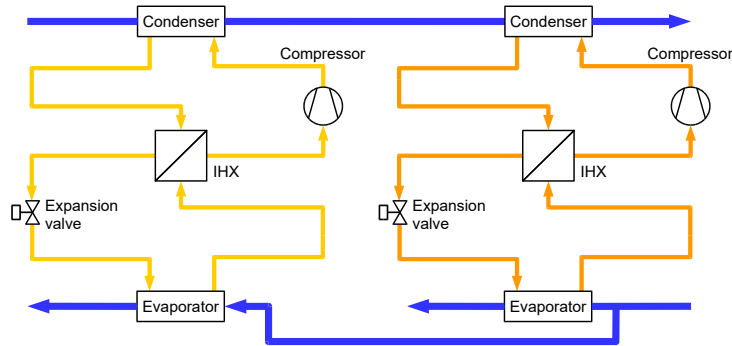 Condenser
Condenser
Compressor
Compressor
IHX
IHX
Expansion
valve
Expansion
valve
Evaporator
Evaporator